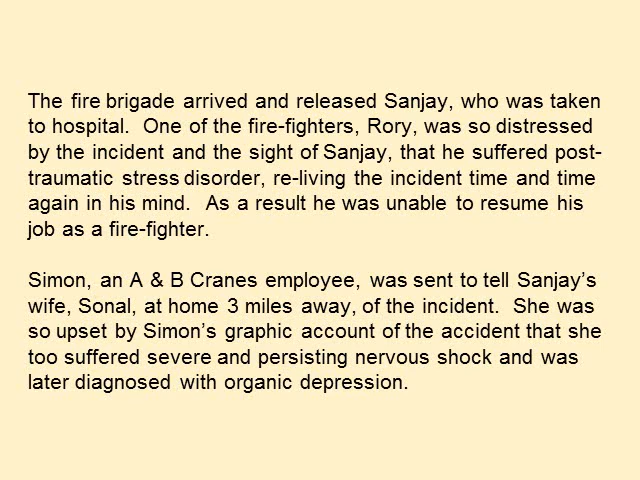 The fire brigade arrived and released Sanjay, who was taken
to hospital.  One of the fire-fighters, Rory, was so distressed
by the incident and the sight of Sanjay, that he suffered post-
traumatic stress disorder, re-living the incident time and time
again in his mind.  As a result he was unable to resume his
job as a fire-fighter.
Simon, an A & B Cranes employee, was sent to tell Sanjay’s
wife, Sonal, at home 3 miles away, of the incident.  She was
so upset by Simon’s graphic account of the accident that she
too suffered severe and persisting nervous shock and was
later diagnosed with organic depression.